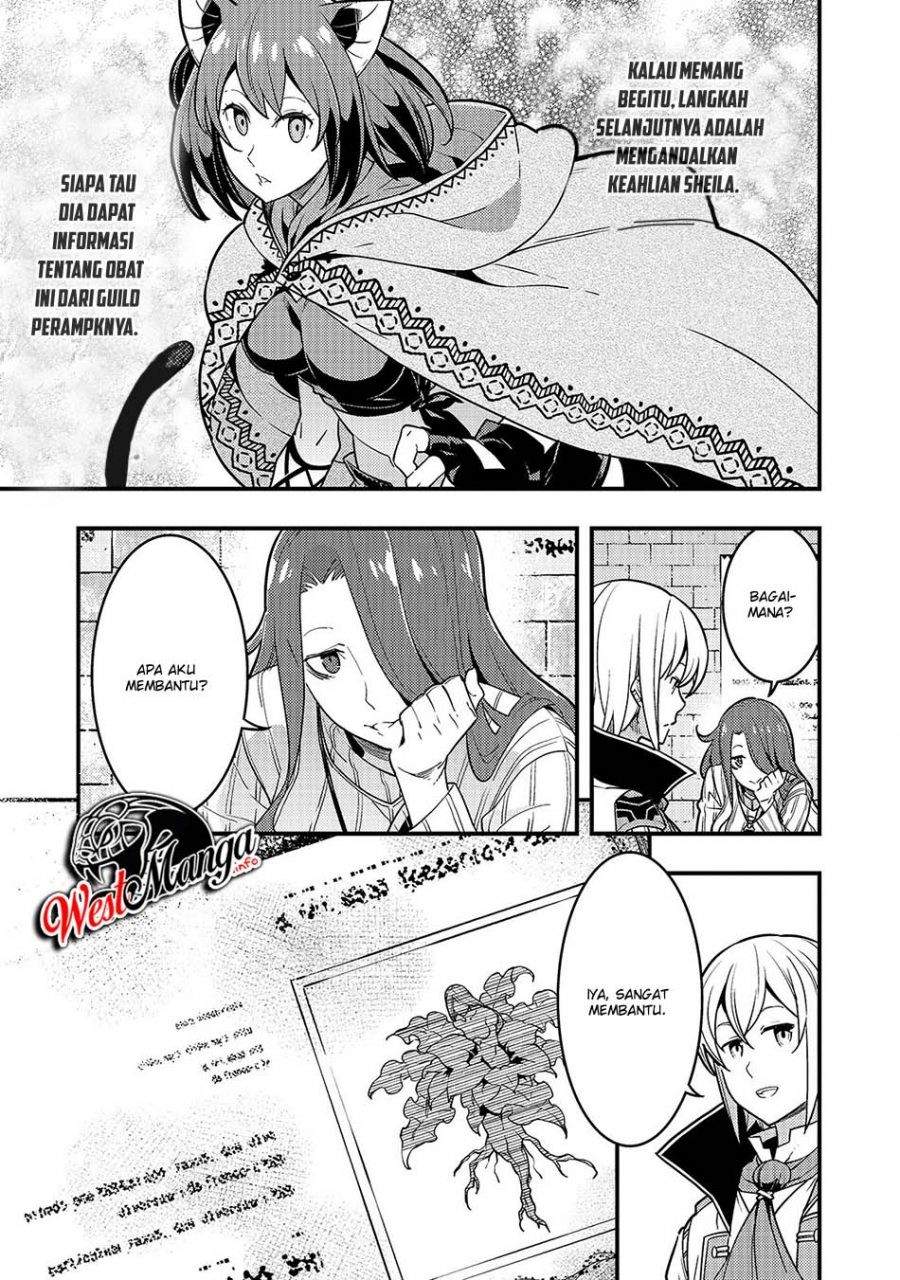 KALAU MEMANG
BEGITU, LANGKAH
SELANJUTNYA ADALAH
MENGANDALKAN
KEAHLIAN SHEILA.
SIAPA TAU
DIA DAPAT
INFORMASI
TENTANG OBAT
INI DARI GUILD
PERAMPKNYA.
BAGAI-
MANA?
APA AKU
MEMBANTU?
WestManga
.info
IYA, SANGAT
MEMBANTU.